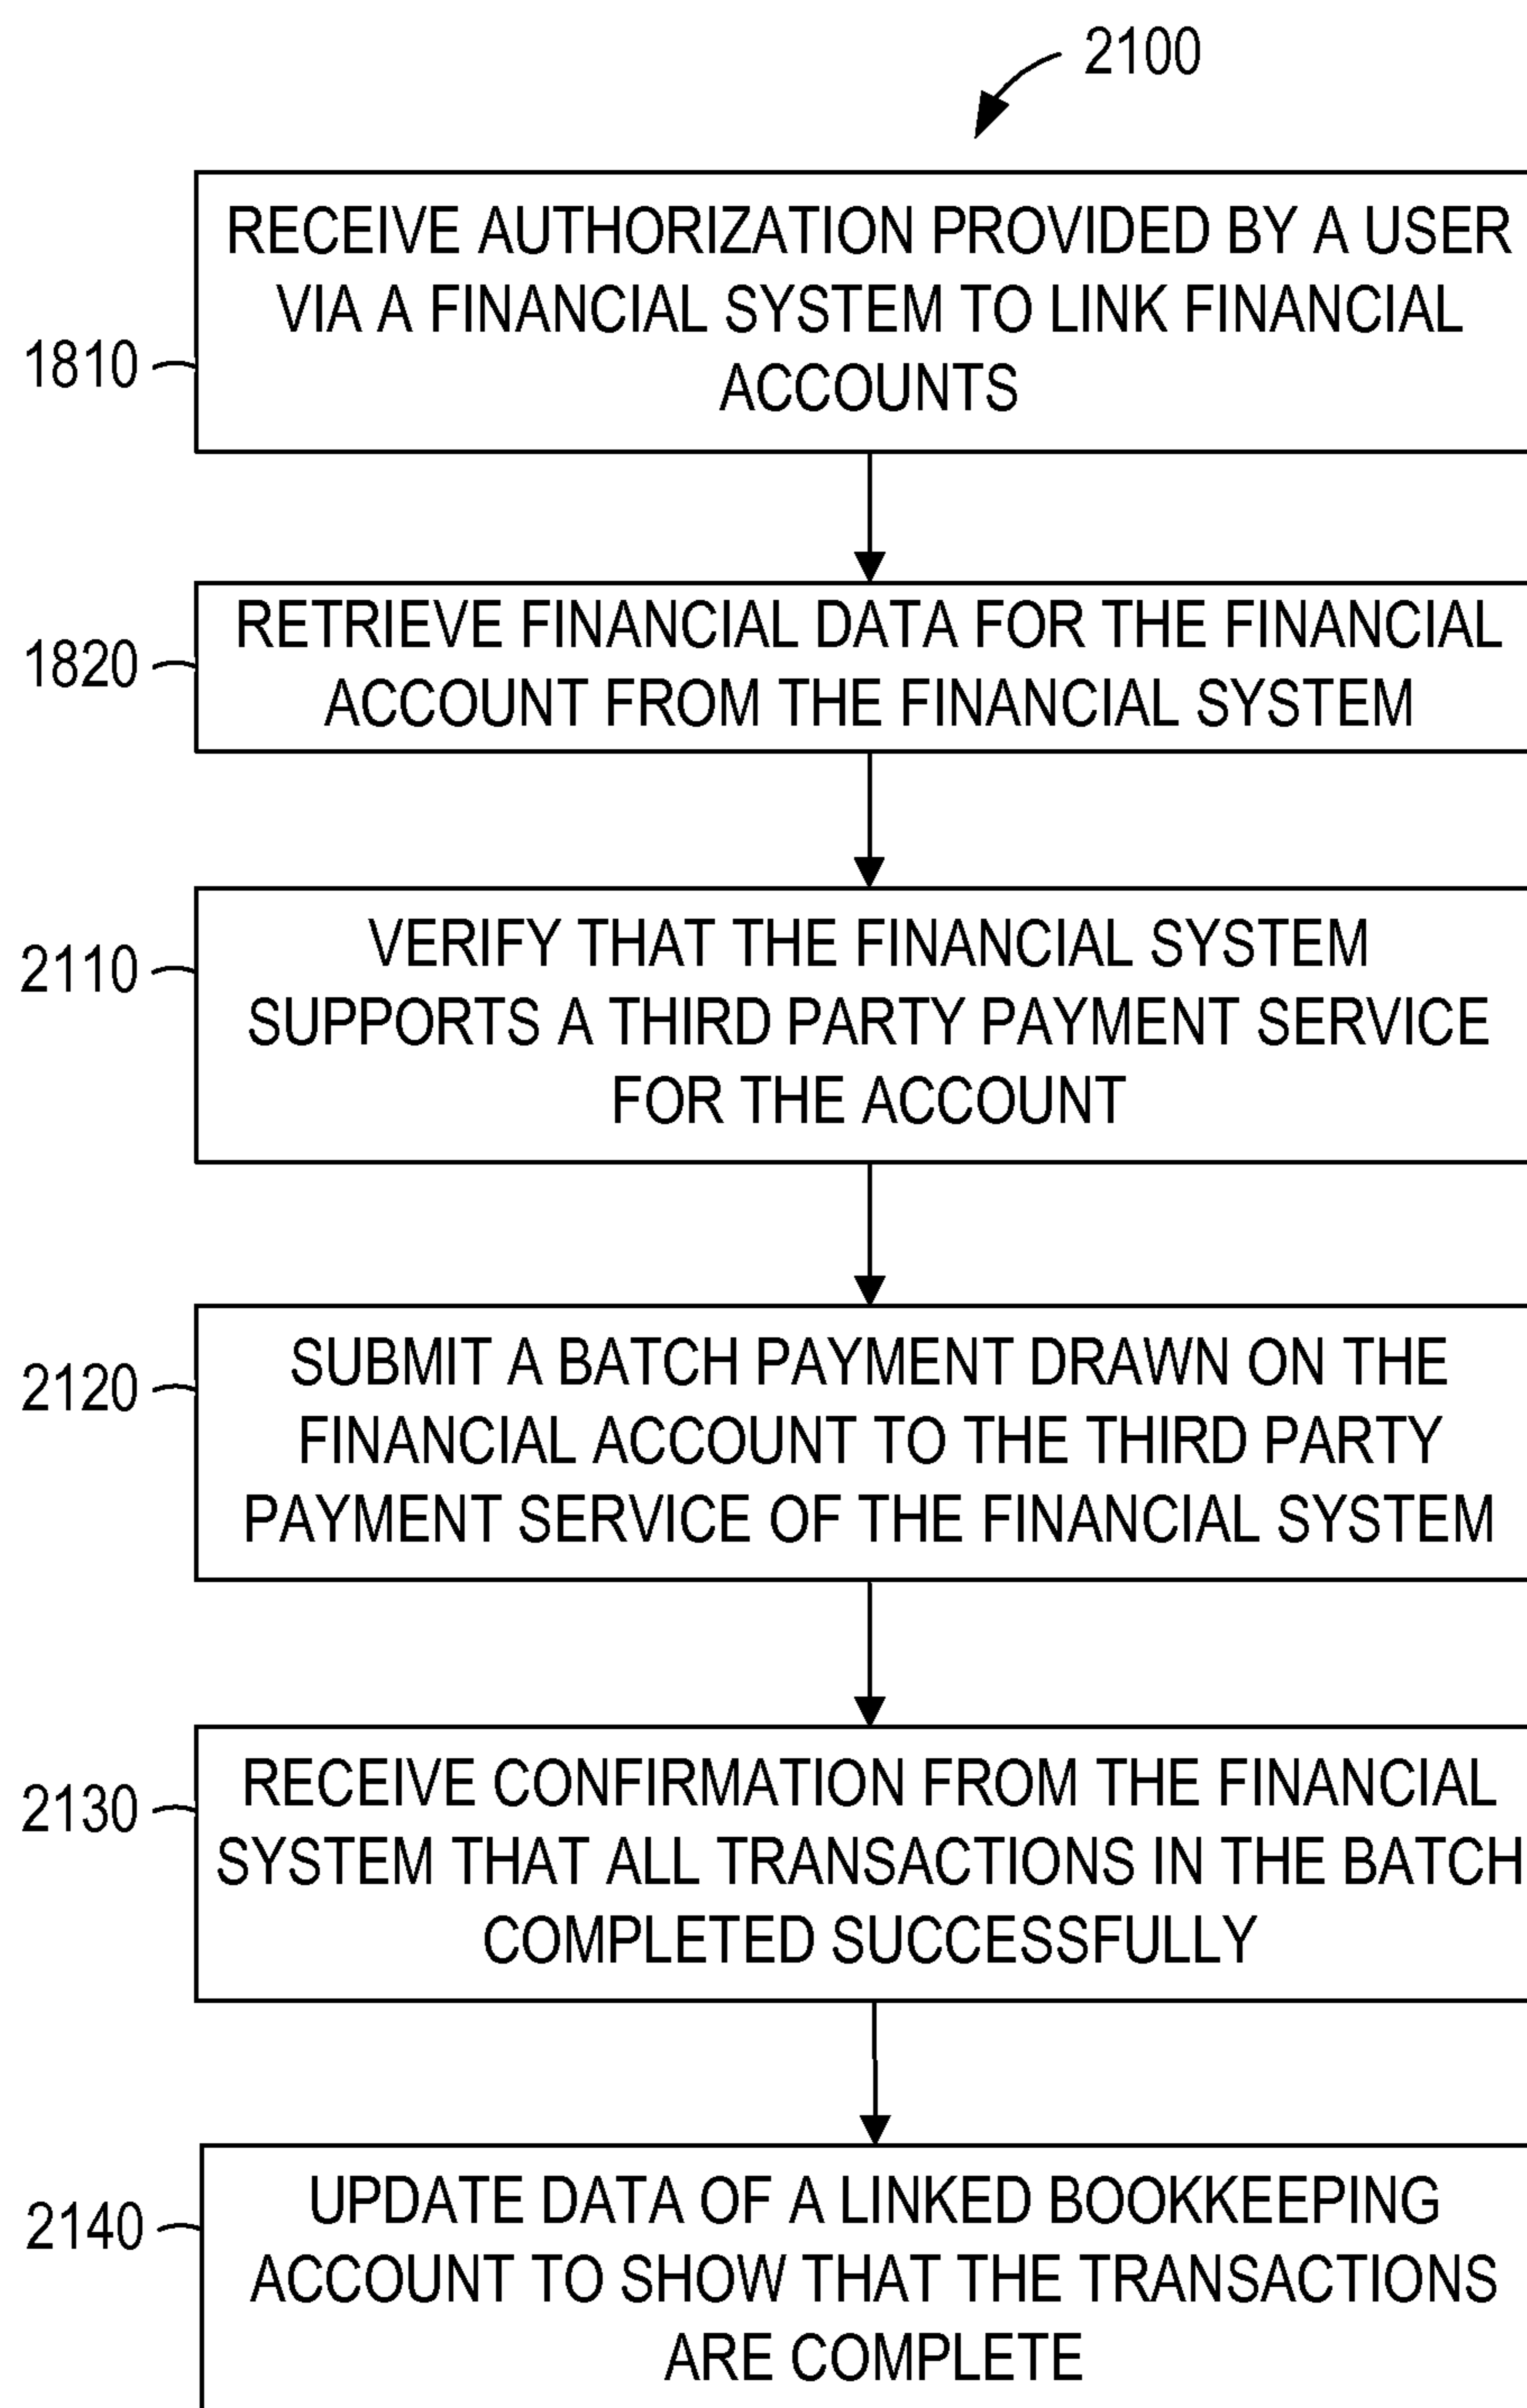 2100
RECEIVE AUTHORIZATION PROVIDED BY A USER
VIA A FINANCIAL SYSTEM TO LINK FINANCIAL
ACCOUNTS
1810
RETRIEVE FINANCIAL DATA FOR THE FINANCIAL
ACCOUNT FROM THE FINANCIAL SYSTEM
1820
VERIFY THAT THE FINANCIAL SYSTEM
SUPPORTS A THIRD PARTY PAYMENT SERVICE
FOR THE ACCOUNT
2110
SUBMIT A BATCH PAYMENT DRAWN ON THE
FINANCIAL ACCOUNT TO THE THIRD PARTY
PAYMENT SERVICE OF THE FINANCIAL SYSTEM
2120
RECEIVE CONFIRMATION FROM THE FINANCIAL
SYSTEM THAT ALL TRANSACTIONS IN THE BATCH
COMPLETED SUCCESSFULLY
2130
UPDATE DATA OF A LINKED BOOKKEEPING
ACCOUNT TO SHOW THAT THE TRANSACTIONS
ARE COMPLETE
2140